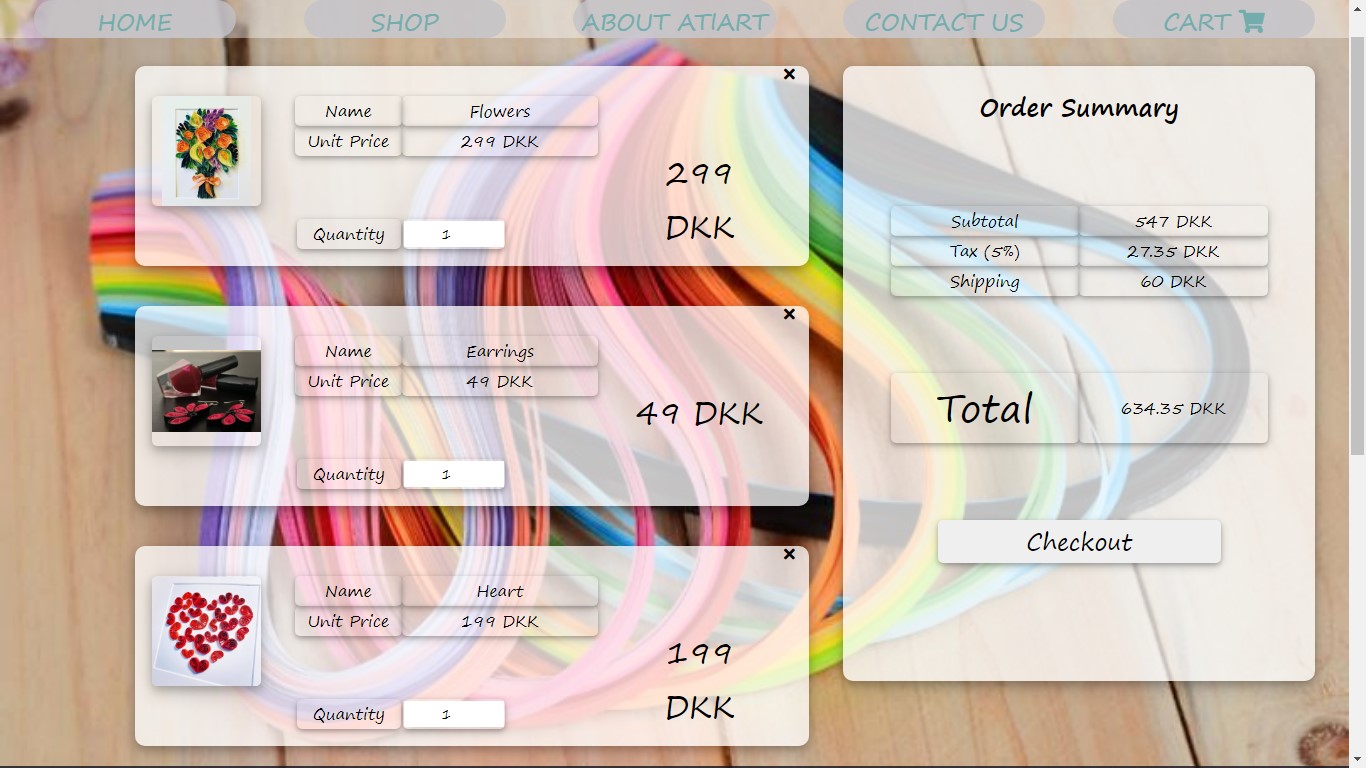 HOME SHOP ABOUT ATIART CONTACT US CART
Name Flowers
Unit Price 299 DKK
299
DKK
Quantity 1
Name Earrings
Unit Price 49 DKK
49 DKK
Quantity 1
Name Heart
Unit Price 199 DKK
199
DKK
Quantity 1
Order Summary
Subtotal 547 DKK
Tax (5%) 27.35 DKK
Shipping 60 DKK
Total 634.35 DKK
Checkout